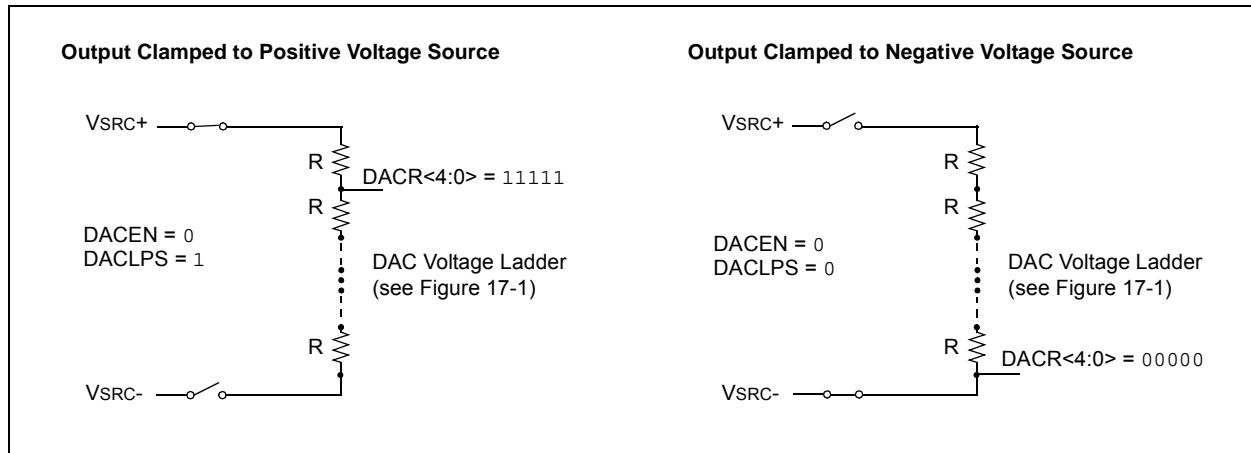 Output Clamped to Positive Voltage Source
VSRC+
R
DACR<4:0> = 11111
R
DACEN = 0
DACLPS = 1
DAC Voltage Ladder
(see Figure 17-1)
R
VSRC-
Output Clamped to Negative Voltage Source
VSRC+
R
R
DACEN = 0
DACLPS = 0
DAC Voltage Ladder
(see Figure 17-1)
R
DACR<4:0> = 00000
VSRC-